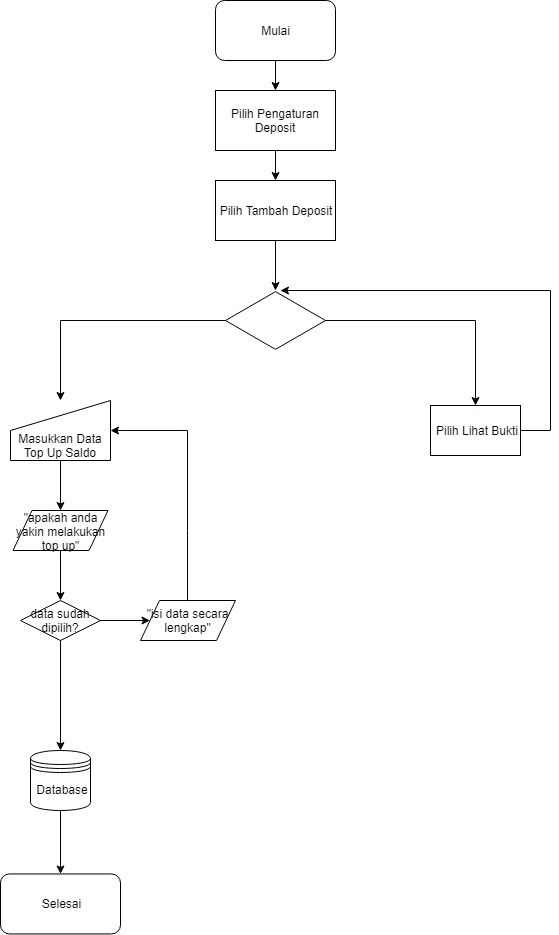 Mulai
Pilih Pengaturan
Deposit
Pilih Tambah Deposit
Masukkan Data
Top Up Saldo
Pilih Lihat Bukti
"apakah anda
yakin melakukan
top up"
data sudah
dipilih?
"isi data secara
lengkap"
Database
Selesai